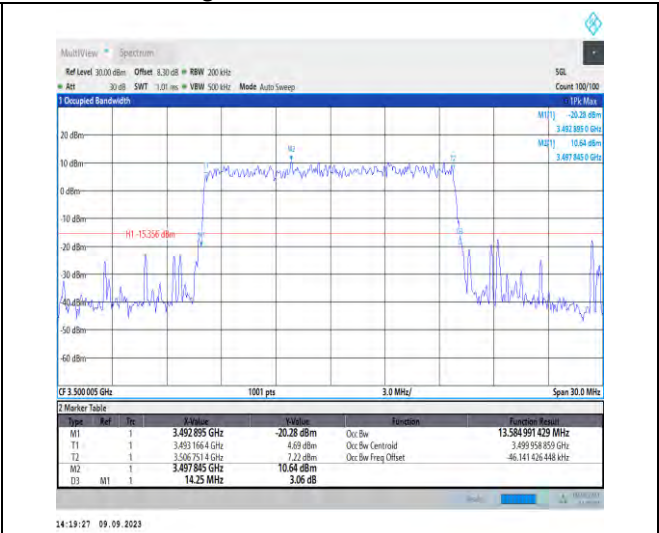 MultiView Spectrum
Ref Level 30.00 dBm Offset 8.30 dB RBW 200 kHz SGL
Att 30 dB SWT 1.01 ms VBW 500 kHz Mode Auto Sweep Count 100/100
1 Occupied Bandwidth 1Pk Max
M1[1] -20.28 dBm
3.492 895 0 GHz
M2[1] 10.64 dBm
3.497 845 0 GHz
20 dBm
M2
T2
10 dBm
0 dBm
-10 dBm
H1 -15.356 dBm
-20 dBm
-30 dBm
-40 dBm
-50 dBm
-60 dBm
CF 3.500 005 GHz 1001 pts 3.0 MHz/ Span 30.0 MHz
2 Marker Table
Type Ref Trc X-Value Y-Value Function Function Result
M1 1 3.492 895 GHz -20.28 dBm Occ Bw 13.584 991 429 MHz
T1 1 3.493 166 4 GHz 4.69 dBm Occ Bw Centroid 3.499 958 859 GHz
T2 1 3.506 751 4 GHz 7.22 dBm Occ Bw Freq Offset -46.141 426 448 kHz
M2 1 3.497 845 GHz 10.64 dBm
D3 M1 1 14.25 MHz 3.06 dB
14:19:27 09.09.2023